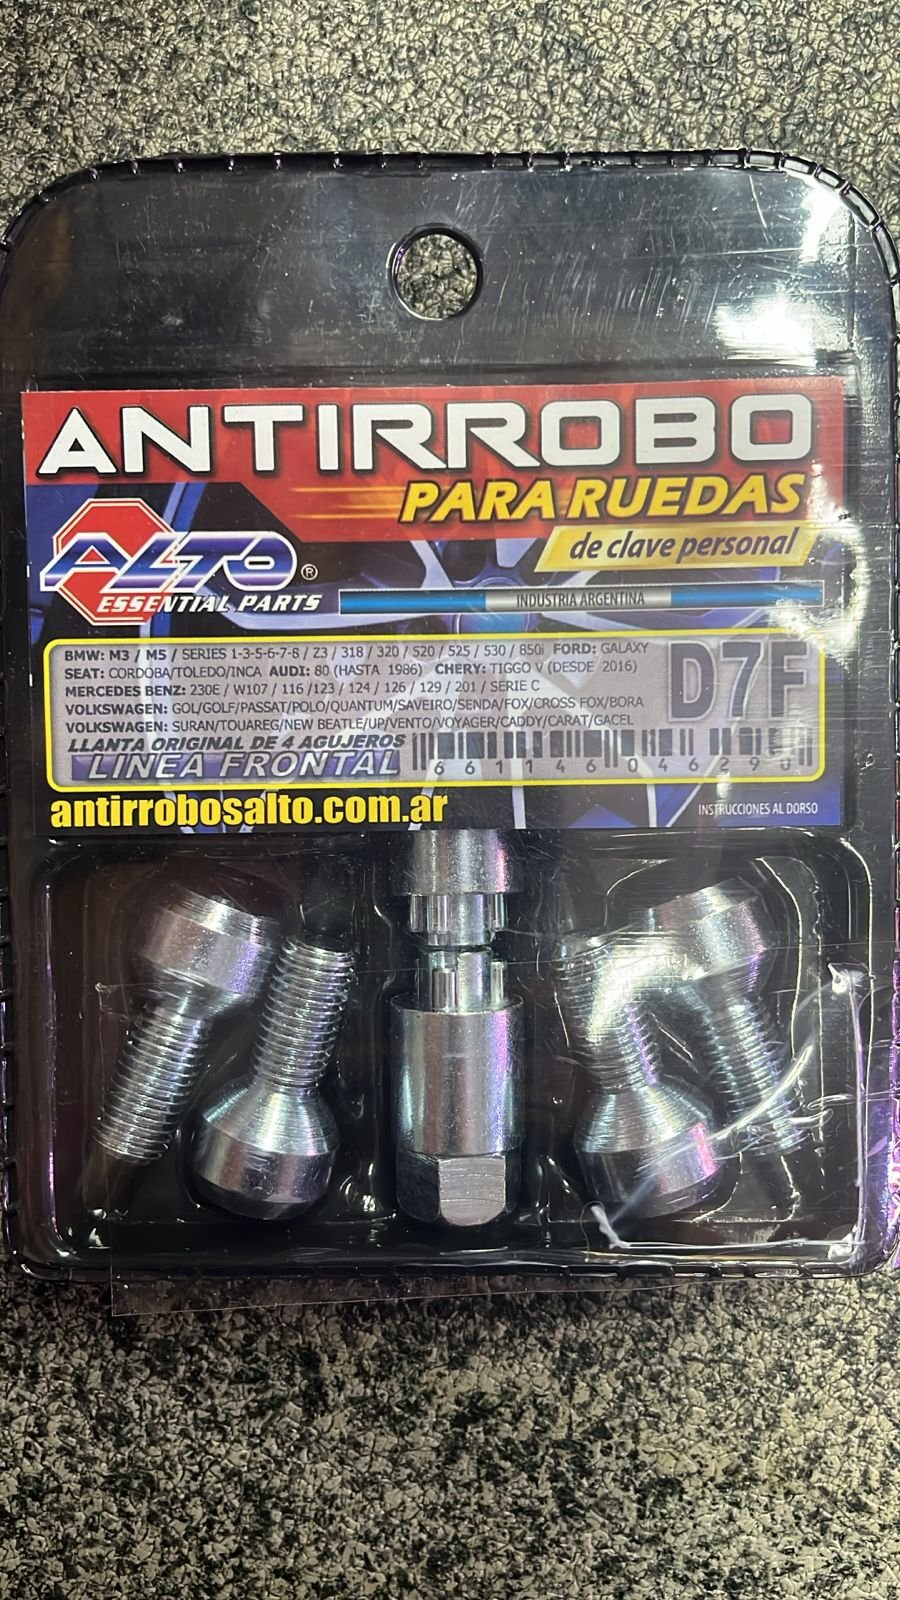 ANTIRROBO
PARA RUEDAS
de clave personal
ALTO ®
ESSENTIAL PARTS
INDUSTRIA ARGENTINA
BMW: M3 / M5 / SERIES 1-3-5-6-7-8 / Z3 / 318 / 320 / 520 / 525 / 530 / 850i FORD: GALAXY
SEAT: CORDOBA/TOLEDO/INCA AUDI: 80 (HASTA 1986) CHERY: TIGGO V (DESDE 2016)
MERCEDES BENZ: 230E / W107 / 116 /123 / 124 / 126 / 129 / 201 / SERIE C
VOLKSWAGEN: GOL/GOLF/PASSAT/POLO/QUANTUM/SAVEIRO/SENDA/FOX/CROSS FOX/BORA
VOLKSWAGEN: SURAN/TOUAREG/NEW BEATLE/UP/VENTO/VOYAGER/CADDY/CARAT/GACEL
D7F
LLANTA ORIGINAL DE 4 AGUJEROS
LINEA FRONTAL
661146046290
antirrobosalto.com.ar
INSTRUCCIONES AL DORSO